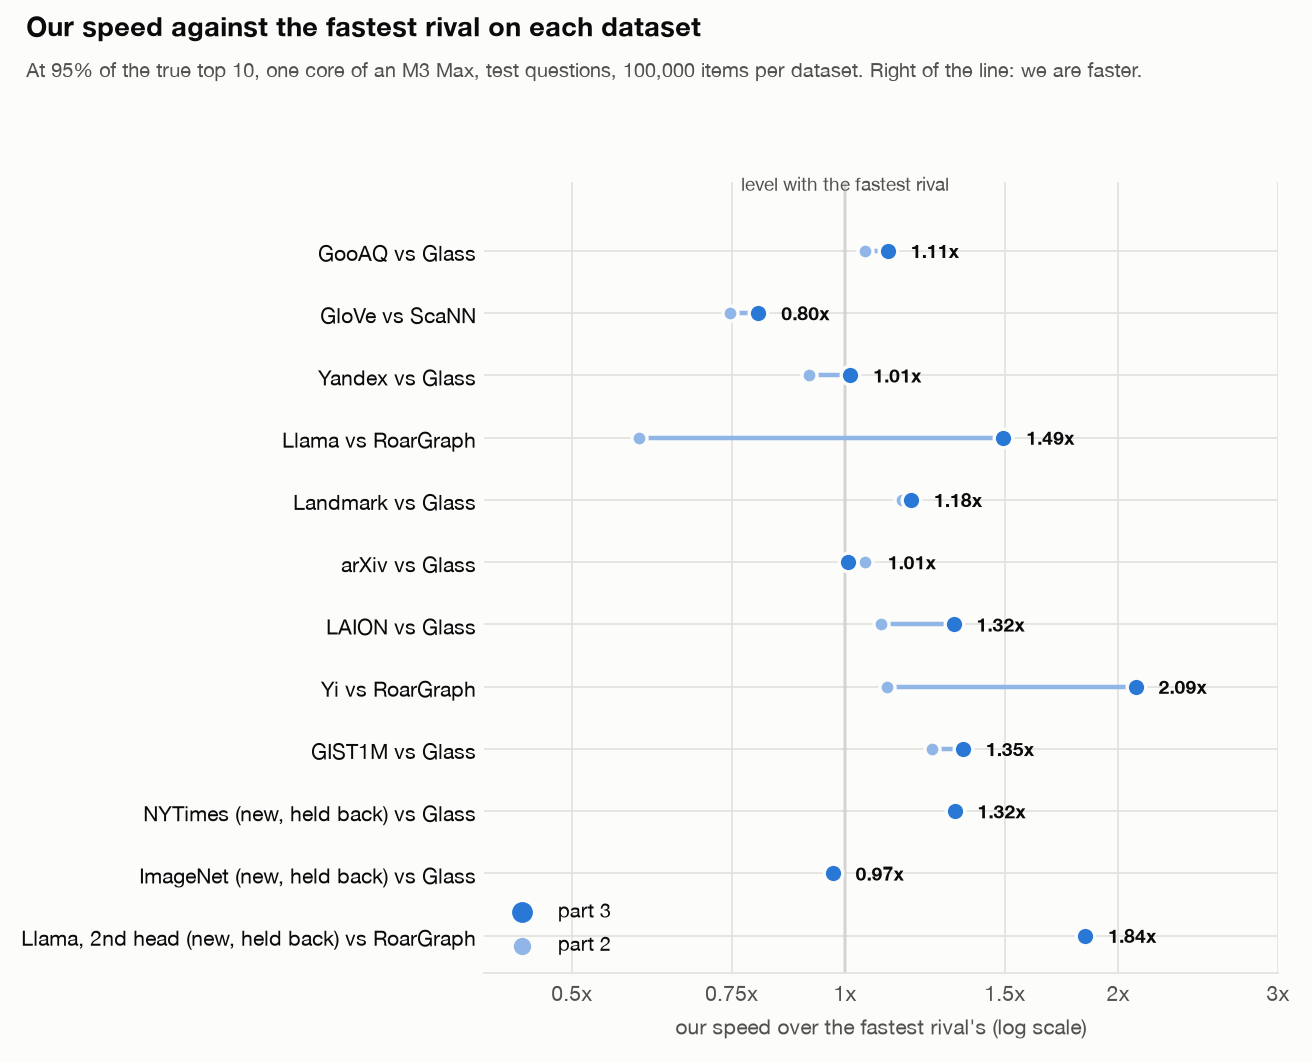 Our speed against the fastest rival on each dataset
At 95% of the true top 10, one core of an M3 Max, test questions, 100,000 items per dataset. Right of the line: we are faster.
level with the fastest rival
GooAQ vs Glass 1.11x
GloVe vs ScaNN 0.80x
Yandex vs Glass 1.01x
Llama vs RoarGraph 1.49x
Landmark vs Glass 1.18x
arXiv vs Glass 1.01x
LAION vs Glass 1.32x
Yi vs RoarGraph 2.09x
GIST1M vs Glass 1.35x
NYTimes (new, held back) vs Glass 1.32x
ImageNet (new, held back) vs Glass 0.97x
part 3
Llama, 2nd head (new, held back) vs RoarGraph 1.84x
part 2
0.5x 0.75x 1x 1.5x 2x 3x
our speed over the fastest rival's (log scale)